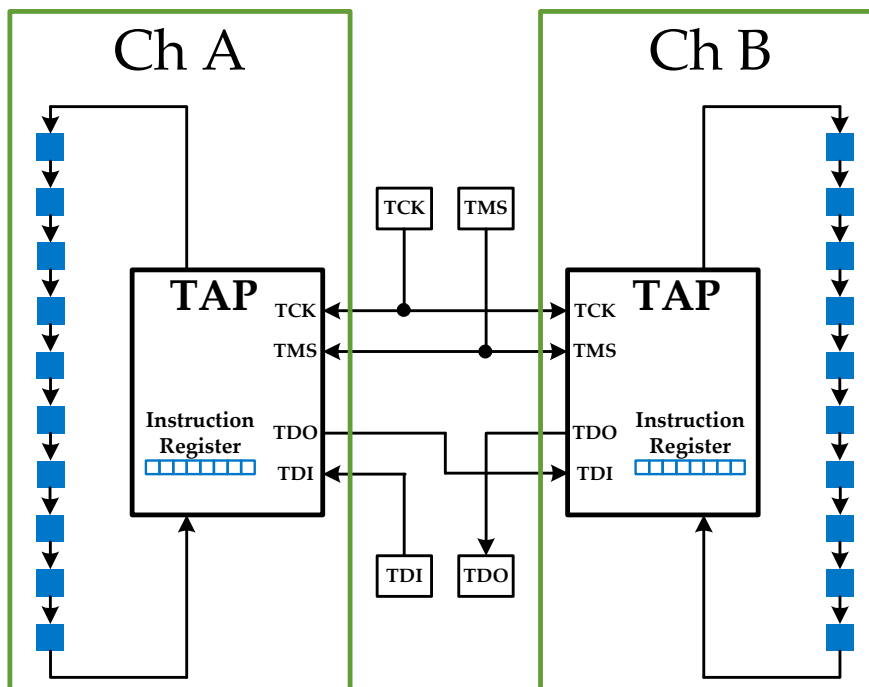 Ch A
Ch B
TCK
TMS
TAP
TCK
TMS
Instruction
Register
TDO
TDI
TAP
TCK
TMS
Instruction
Register
TDO
TDI
TDI
TDO